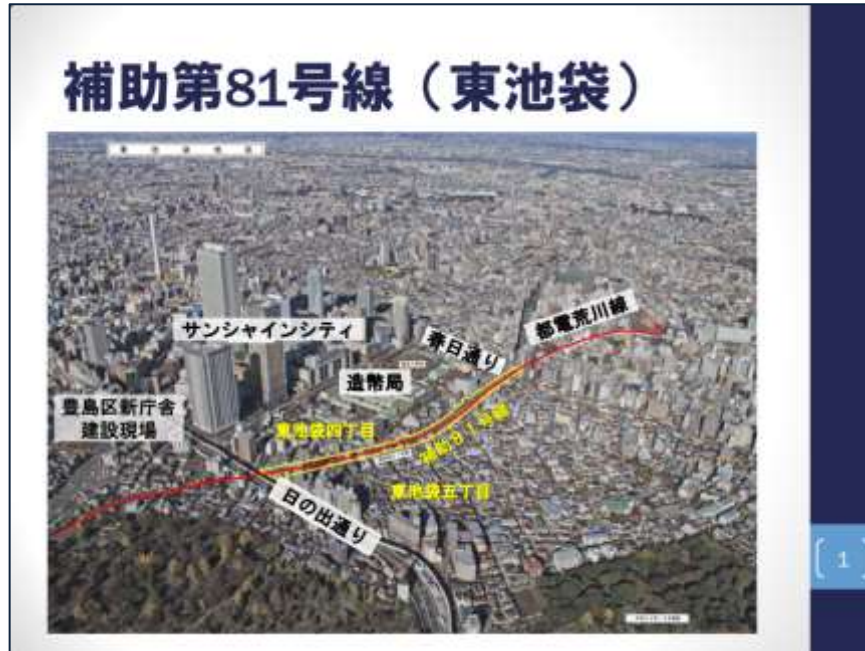 補助第81号線（東池袋）
サンシャインシティ
春日通り
都電荒川線
造幣局
豊島区新庁舎
建設現場
東池袋四丁目
補助81号線
東池袋五丁目
日の出通り
1